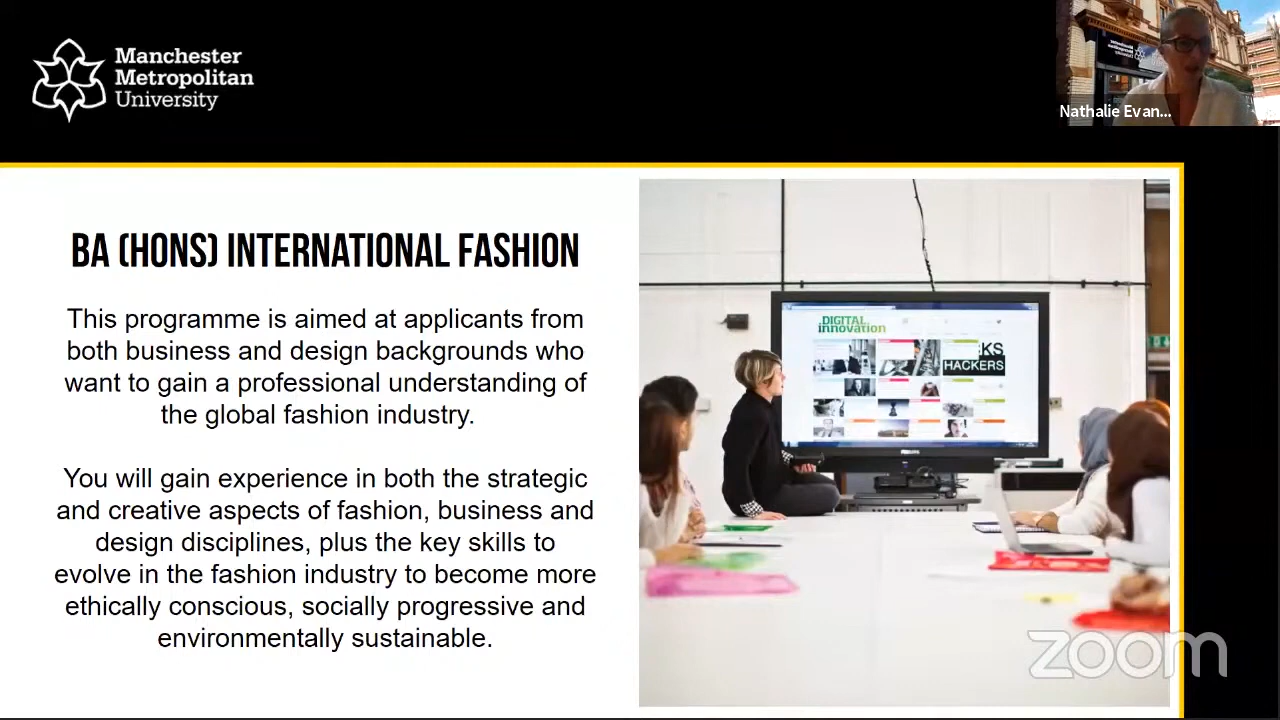 Manchester
Metropolitan
University
Nathalie Evan...
BA (HONS) INTERNATIONAL FASHION
This programme is aimed at applicants from
both business and design backgrounds who
want to gain a professional understanding of
the global fashion industry.
You will gain experience in both the strategic
and creative aspects of fashion, business and
design disciplines, plus the key skills to
evolve in the fashion industry to become more
ethically conscious, socially progressive and
environmentally sustainable.
DIGITAL
innovation
HACKERS
PHILIPS
zoom